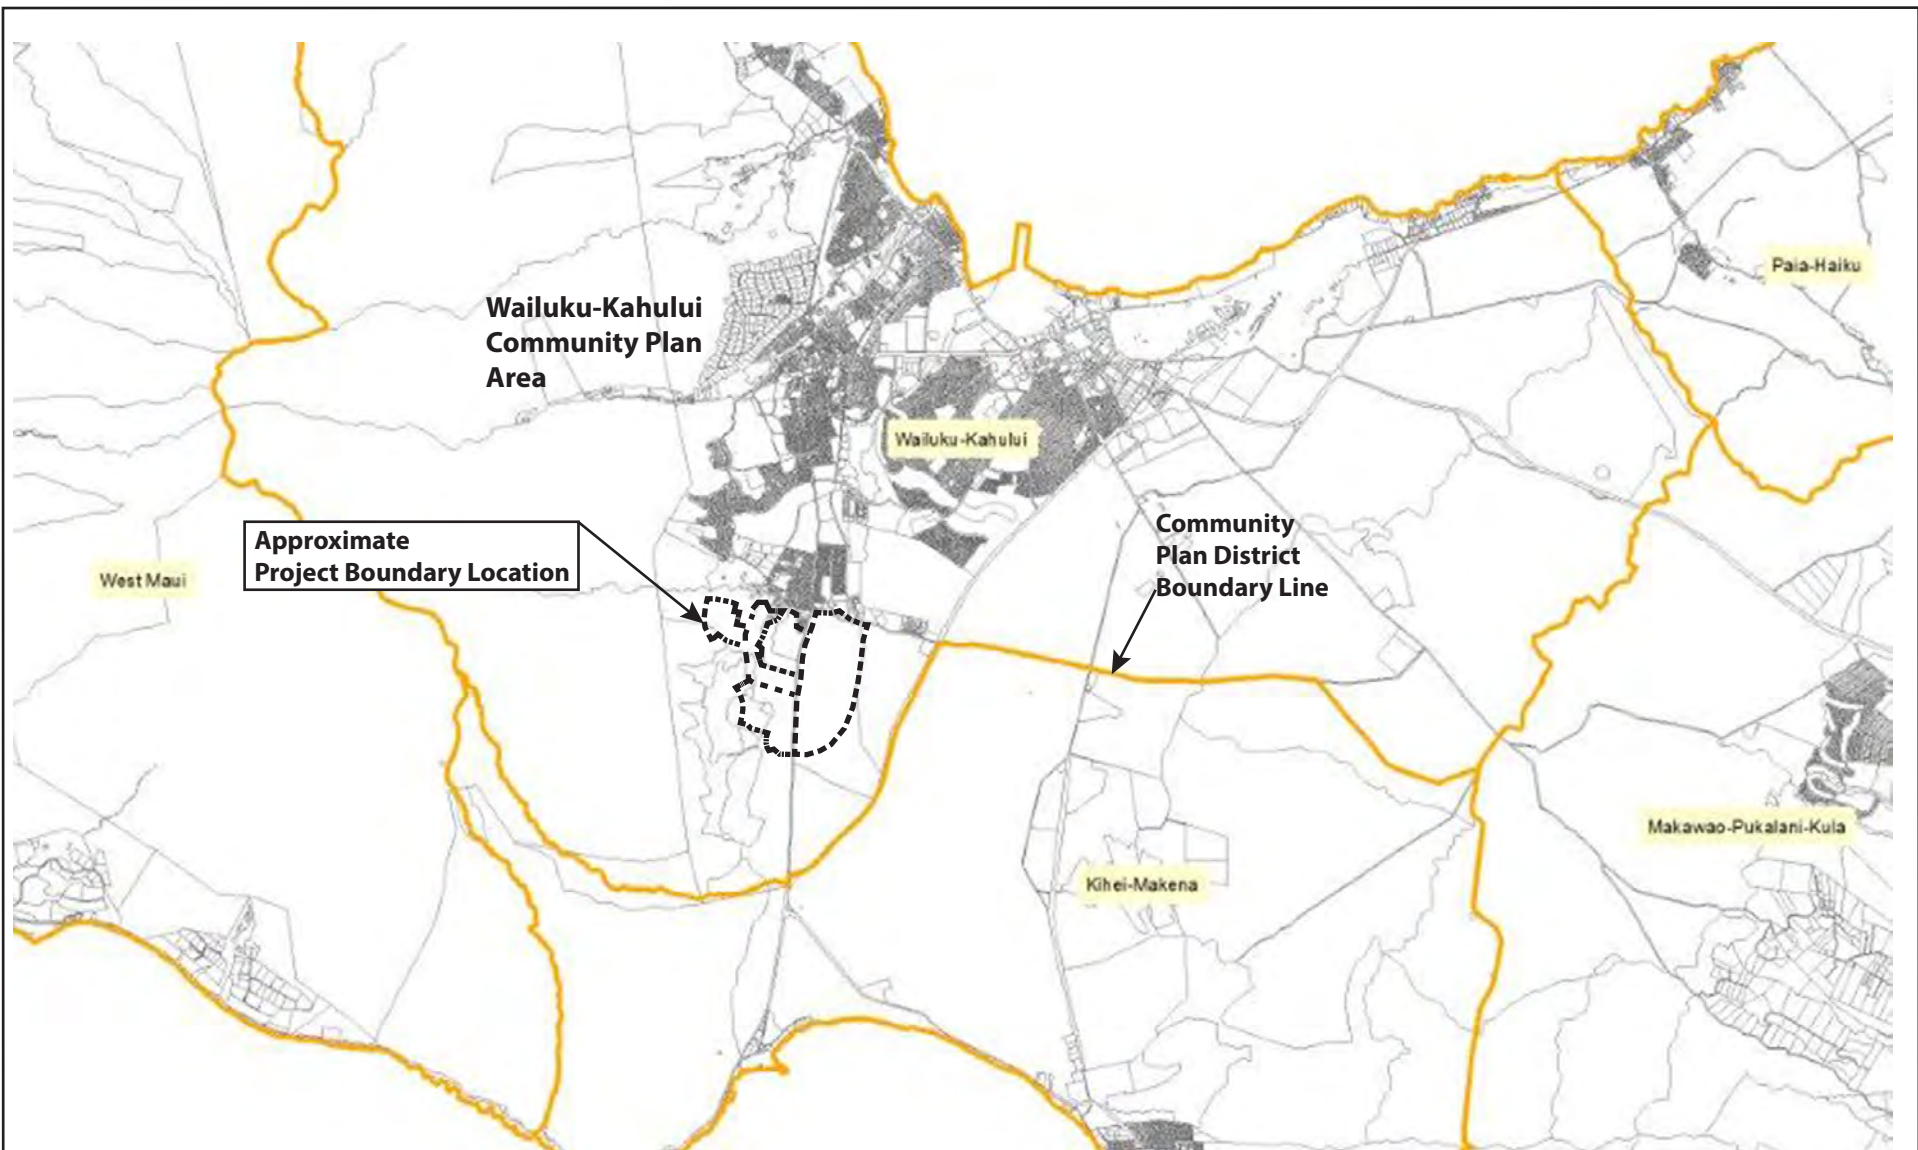 Paia-Haiku
Wailuku-Kahului
Community Plan
Area
Wailuku-Kahului
Approximate
Project Boundary Location
Community
Plan District
Boundary Line
West Maui
Makawao-Pukalani-Kula
Kihei-Makena